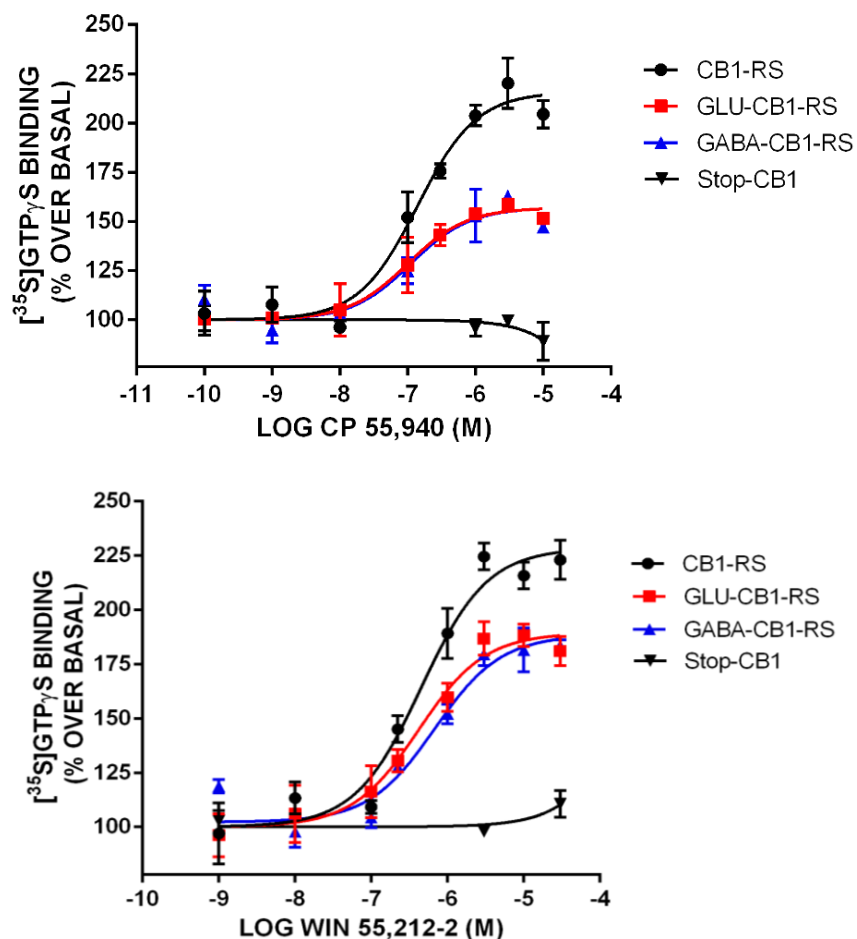 [³⁵S]GTPγS BINDING
(% OVER BASAL)
250
225
200
175
150
125
100
-11
-10
-9
-8
-7
-6
-5
-4
LOG CP 55,940 (M)
CB1-RS
GLU-CB1-RS
GABA-CB1-RS
Stop-CB1
[³⁵S]GTPγS BINDING
(% OVER BASAL)
250
225
200
175
150
125
100
-10
-9
-8
-7
-6
-5
-4
LOG WIN 55,212-2 (M)
CB1-RS
GLU-CB1-RS
GABA-CB1-RS
Stop-CB1